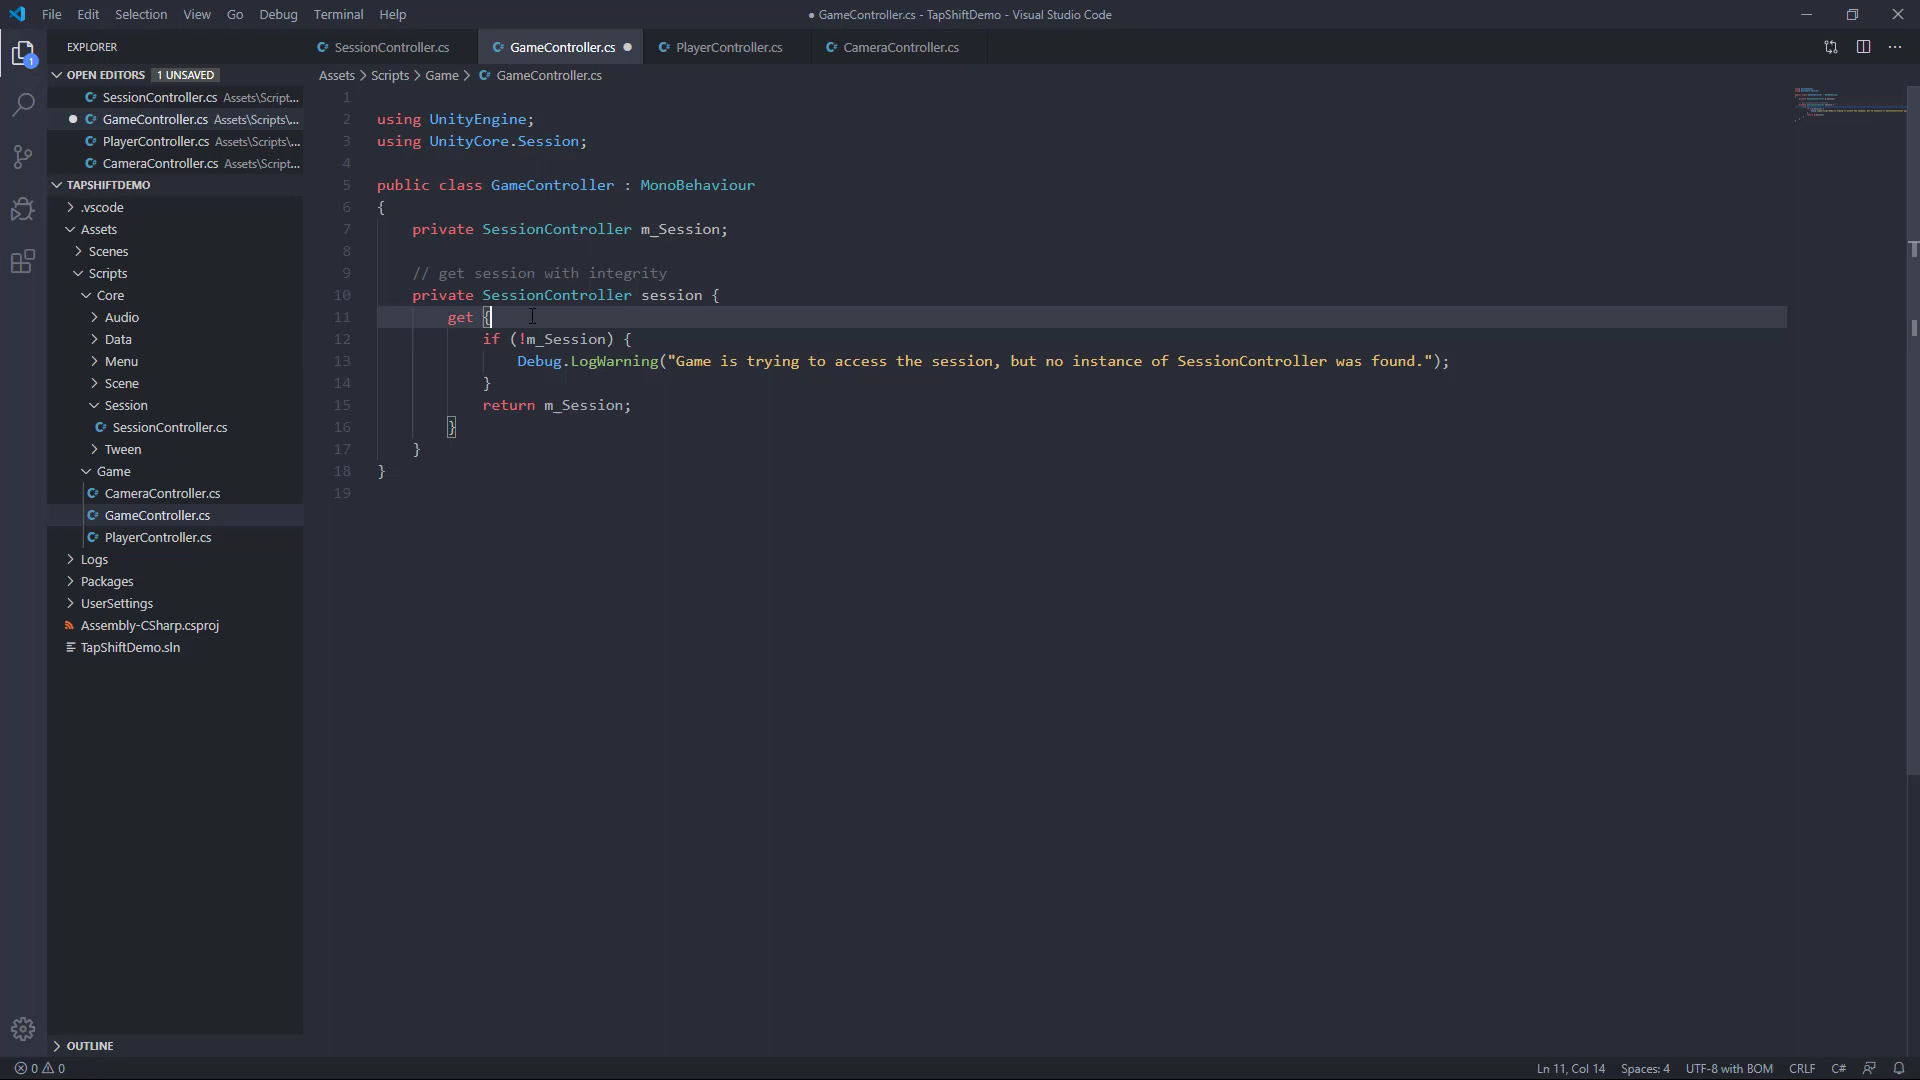 File Edit Selection View Go Debug Terminal Help
● GameController.cs - TapShiftDemo - Visual Studio Code
EXPLORER
SessionController.cs
GameController.cs
PlayerController.cs
CameraController.cs
1
OPEN EDITORS 1 UNSAVED
SessionController.cs Assets\Script...
GameController.cs Assets\Scripts\...
PlayerController.cs Assets\Scripts\...
CameraController.cs Assets\Script...
TAPSHIFTDEMO
.vscode
Assets
Scenes
Scripts
Core
Audio
Data
Menu
Scene
Session
SessionController.cs
Tween
Game
CameraController.cs
GameController.cs
PlayerController.cs
Logs
Packages
UserSettings
Assembly-CSharp.csproj
TapShiftDemo.sln
OUTLINE
Assets > Scripts > Game > GameController.cs
1
2 using UnityEngine;
3 using UnityCore.Session;
4
5 public class GameController : MonoBehaviour
6 {
7 private SessionController m_Session;
8
9 // get session with integrity
10 private SessionController session {
11 get {
12 if (!m_Session) {
13 Debug.LogWarning("Game is trying to access the session, but no instance of SessionController was found.");
14 }
15 return m_Session;
16 }
17 }
18 }
19
0 0
Ln 11, Col 14 Spaces: 4 UTF-8 with BOM CRLF C#